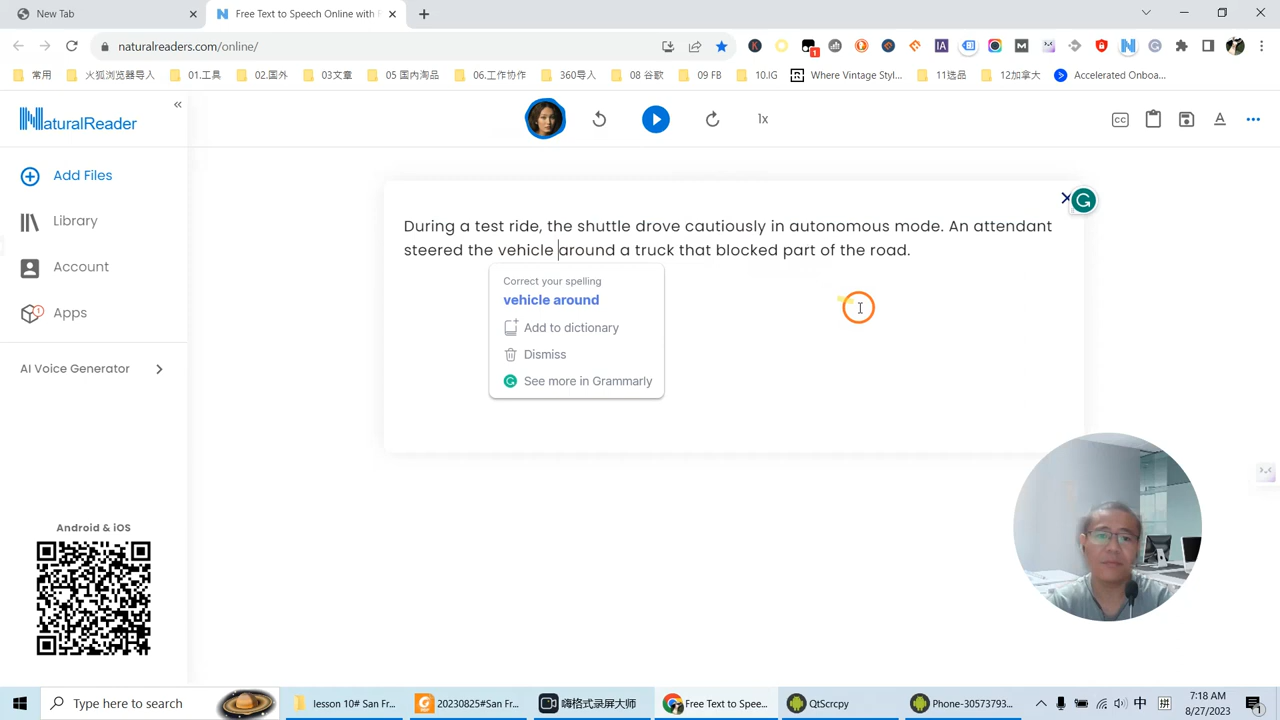 New Tab
Free Text to Speech Online with
naturalreaders.com/online/
1
常用
火狐浏览器导入
01.工具
02.国外
03文章
05 国内淘品
06.工作协作
360导入
08 谷歌
09 FB
10.IG
Where Vintage Styl...
11选品
12加拿大
Accelerated Onboa...
NaturalReader
1x
CC
Add Files
Library
Account
Apps
AI Voice Generator
During a test ride, the shuttle drove cautiously in autonomous mode. An attendant
steered the vehicle around a truck that blocked part of the road.
Correct your spelling
vehicle around
Add to dictionary
Dismiss
See more in Grammarly
Android & iOS
Type here to search
lesson 10# San Fr...
20230825#San Fr...
嗨格式录屏大师
Free Text to Spee...
QtScrcpy
Phone-30573793...
中
拼
7:18 AM
8/27/2023
1